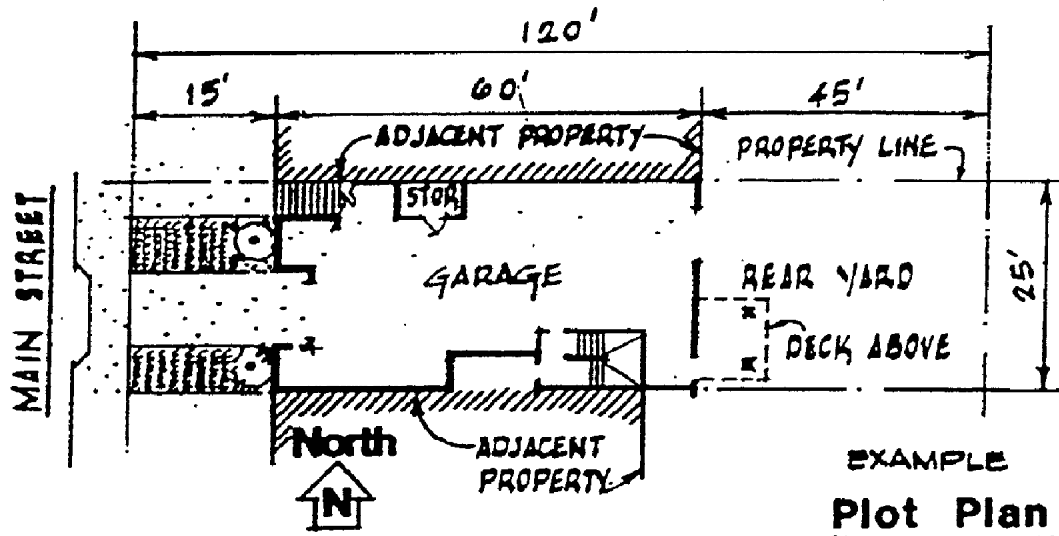 120'
15'
60'
45'
ADJACENT PROPERTY
PROPERTY LINE
STOR
MAIN STREET
GARAGE
REAR YARD
25'
DECK ABOVE
North
N
ADJACENT
PROPERTY
EXAMPLE
Plot Plan